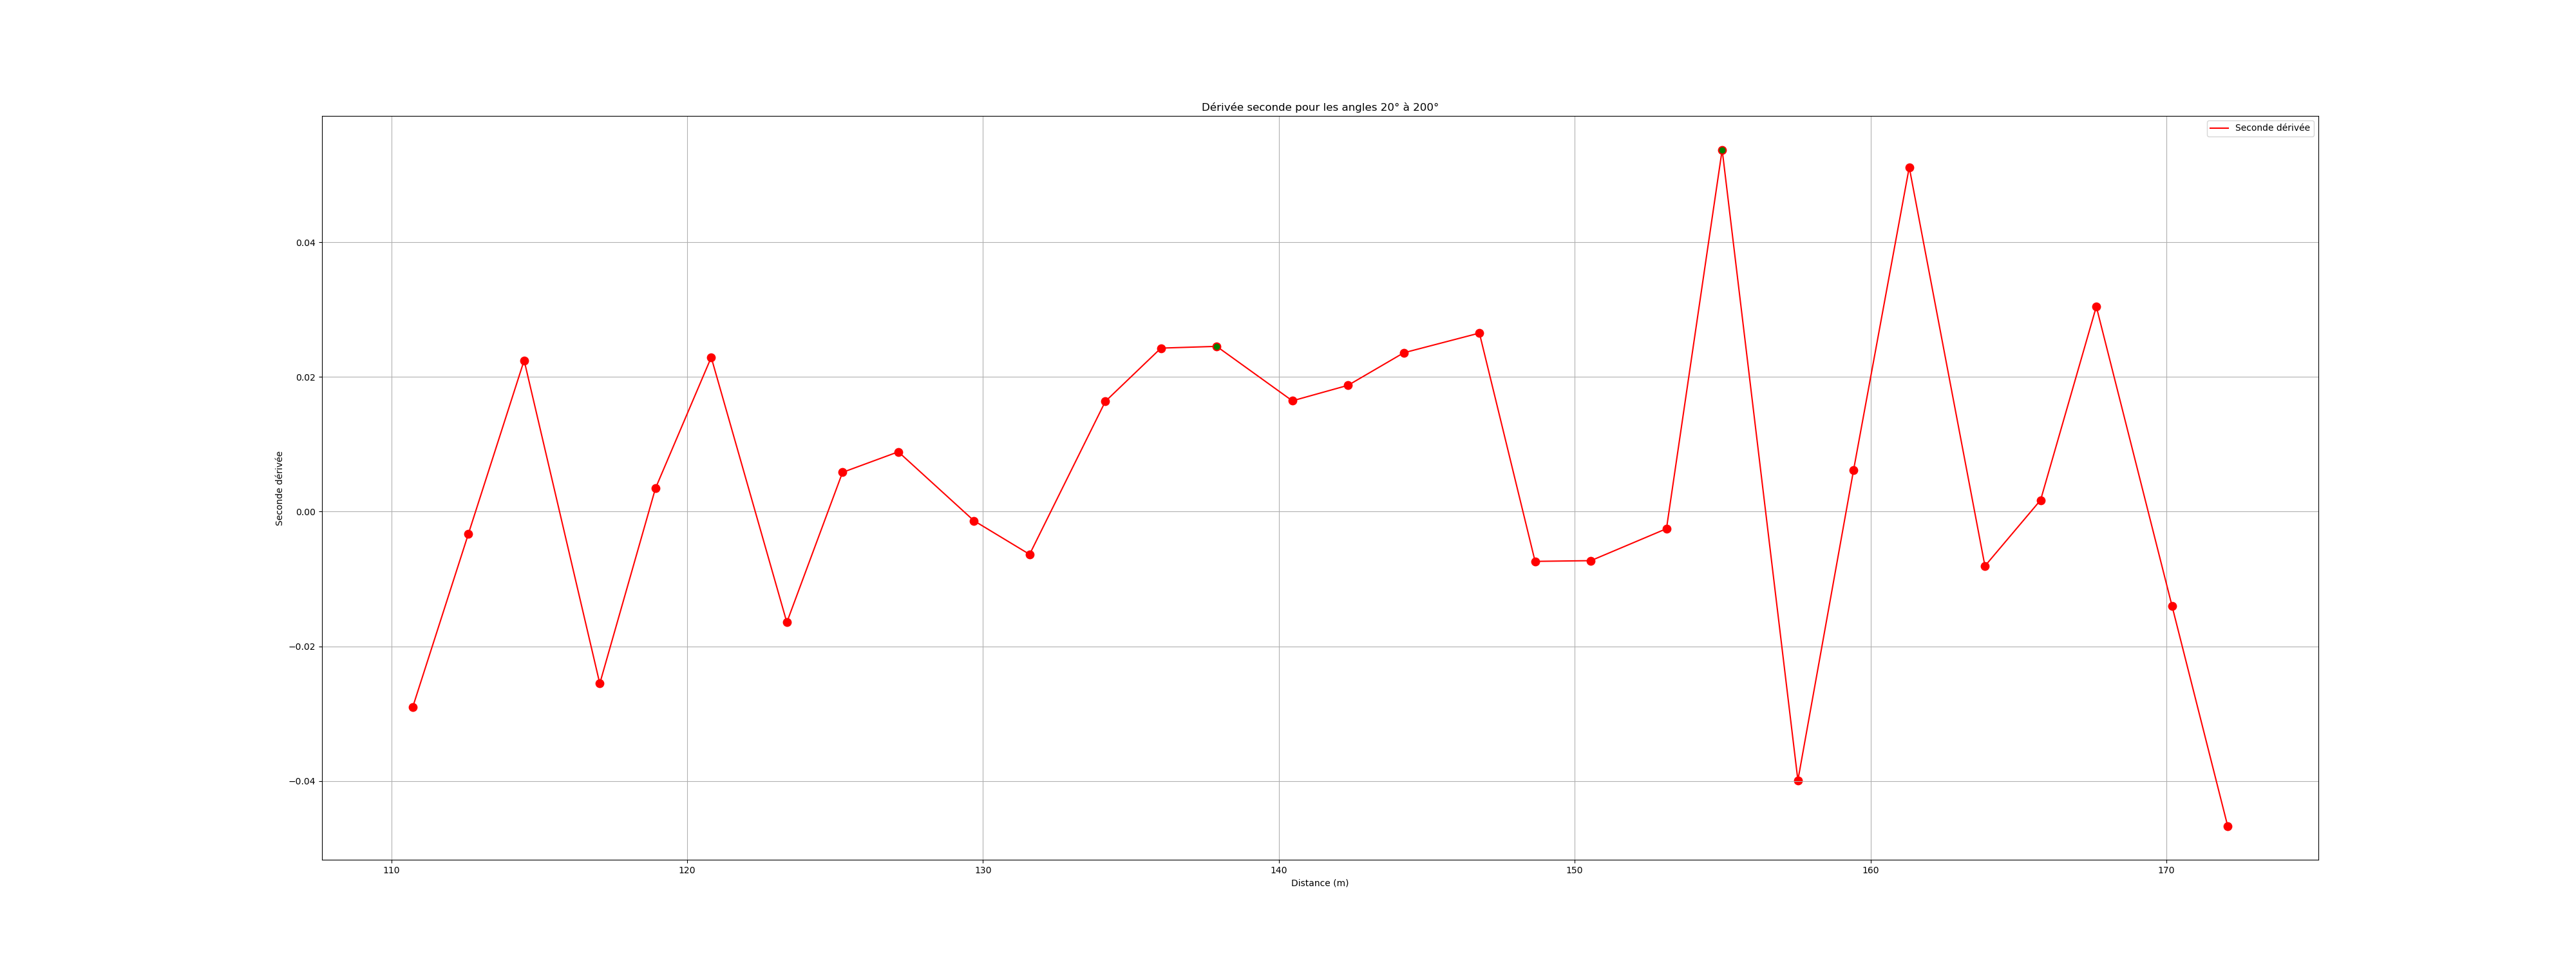 Dérivée seconde pour les angles 20° à 200°
Seconde dérivée
0.04
0.02
0.00
−0.02
−0.04
Seconde dérivée
110 120 130 140 150 160 170
Distance (m)